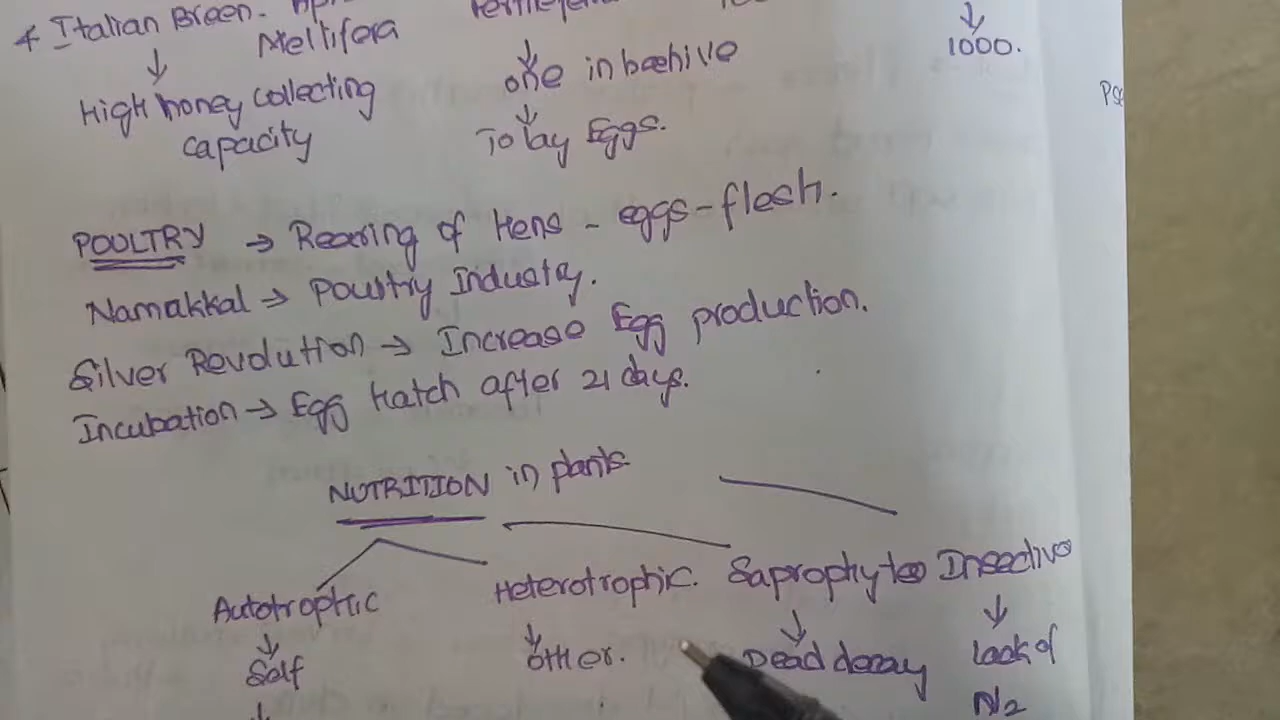 * Italian Breen.
Mellifera
↓
1000.
↓
High honey collecting
capacity
↓
one in beehive
↓
To lay Eggs.
POULTRY → Rearing of Hens - eggs - flesh.
Namakkal → Poultry Industry.
Silver Revolution → Increase Egg production.
Incubation → Egg Hatch after 21 days.
NUTRITION in plants
Autotrophic Heterotrophic. Saprophytes Insective
↓ ↓ ↓ ↓
Self other. Dead decay Lack of
N2
↓